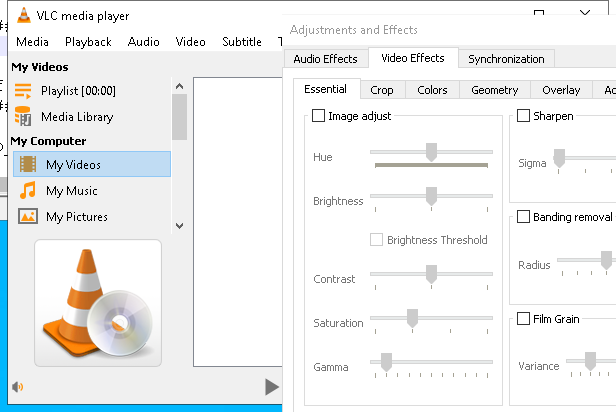 VLC media player
Media Playback Audio Video Subtitle T
My Videos
Playlist [00:00]
Media Library
My Computer
My Videos
My Music
My Pictures
Adjustments and Effects
Audio Effects Video Effects Synchronization
Essential Crop Colors Geometry Overlay
Image adjust
Hue
Brightness
Brightness Threshold
Contrast
Saturation
Gamma
Sharpen
Sigma
Banding removal
Radius
Film Grain
Variance